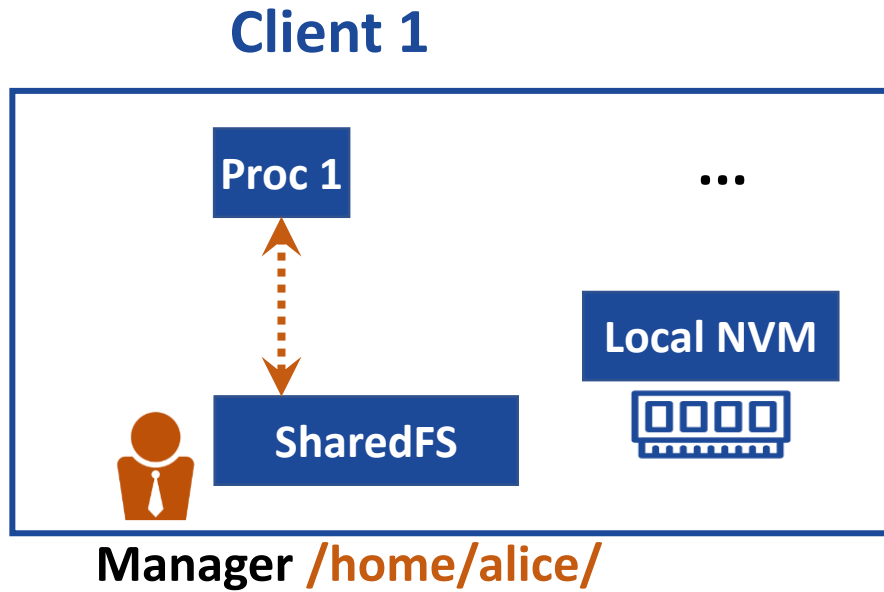 Client 1
Proc 1
...
Local NVM
SharedFS
Manager /home/alice/